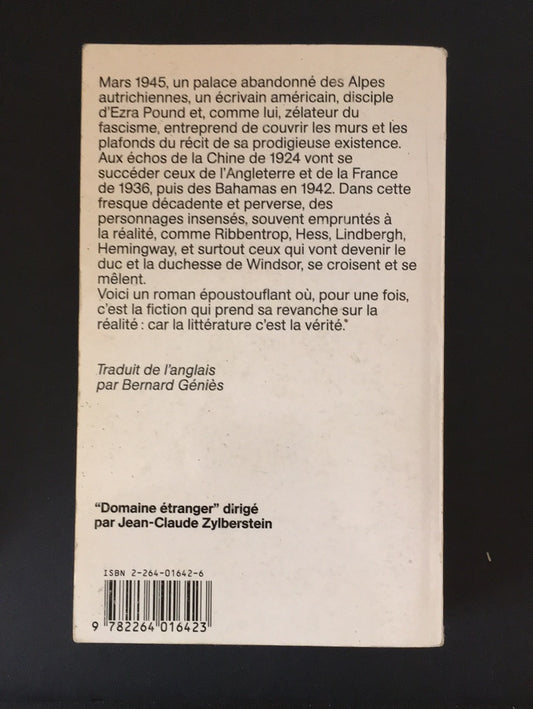 Mars 1945, un palace abandonné des Alpes
autrichiennes, un écrivain américain, disciple
d'Ezra Pound et, comme lui, zélateur du
fascisme, entreprend de couvrir les murs et les
plafonds du récit de sa prodigieuse existence.
Aux échos de la Chine de 1924 vont se
succéder ceux de l'Angleterre et de la France
de 1936, puis des Bahamas en 1942. Dans cette
fresque décadente et perverse, des
personnages insensés, souvent empruntés à
la réalité, comme Ribbentrop, Hess, Lindbergh,
Hemingway, et surtout ceux qui vont devenir le
duc et la duchesse de Windsor, se croisent et se
mêlent.
Voici un roman époustouflant où, pour une fois,
c'est la fiction qui prend sa revanche sur la
réalité : car la littérature c'est la vérité.
Traduit de l'anglais
par Bernard Géniès
"Domaine étranger" dirigé
par Jean-Claude Zylberstein
ISBN 2-264-01642-6
9 782264 016423